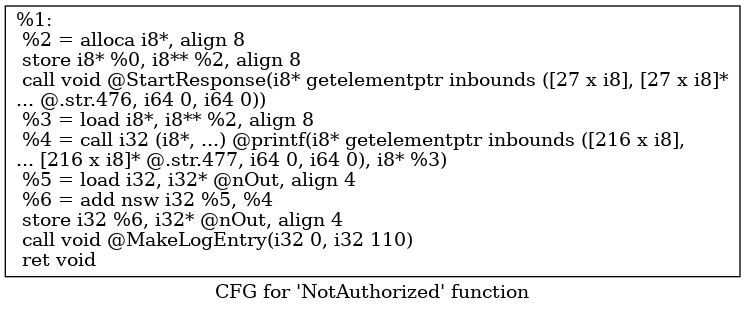 %1:
%2 = alloca i8*, align 8
store i8* %0, i8** %2, align 8
call void @StartResponse(i8* getelementptr inbounds ([27 x i8], [27 x i8]*
... @.str.476, i64 0, i64 0))
%3 = load i8*, i8** %2, align 8
%4 = call i32 (i8*, ...) @printf(i8* getelementptr inbounds ([216 x i8],
... [216 x i8]* @.str.477, i64 0, i64 0), i8* %3)
%5 = load i32, i32* @nOut, align 4
%6 = add nsw i32 %5, %4
store i32 %6, i32* @nOut, align 4
call void @MakeLogEntry(i32 0, i32 110)
ret void
CFG for 'NotAuthorized' function